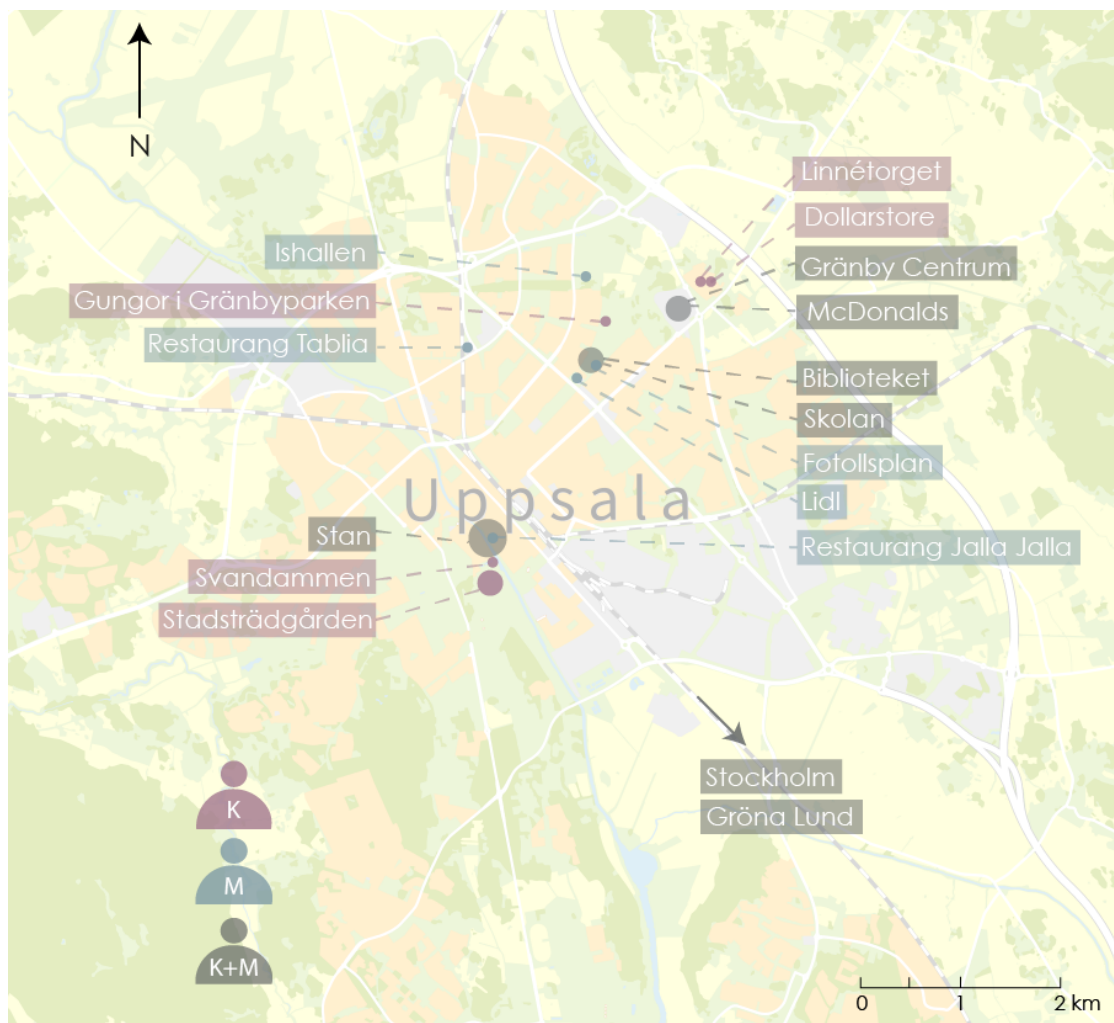 N
Linnétorget
Dollarstore
Ishallen
Gränby Centrum
Gungor i Gränbyparken
McDonalds
Restaurang Tablia
Biblioteket
Skolan
Fotollsplan
Lidl
Uppsala
Stan
Restaurang Jalla Jalla
Svandammen
Stadsträdgården
Stockholm
Gröna Lund
K
M
K+M
0 1 2 km